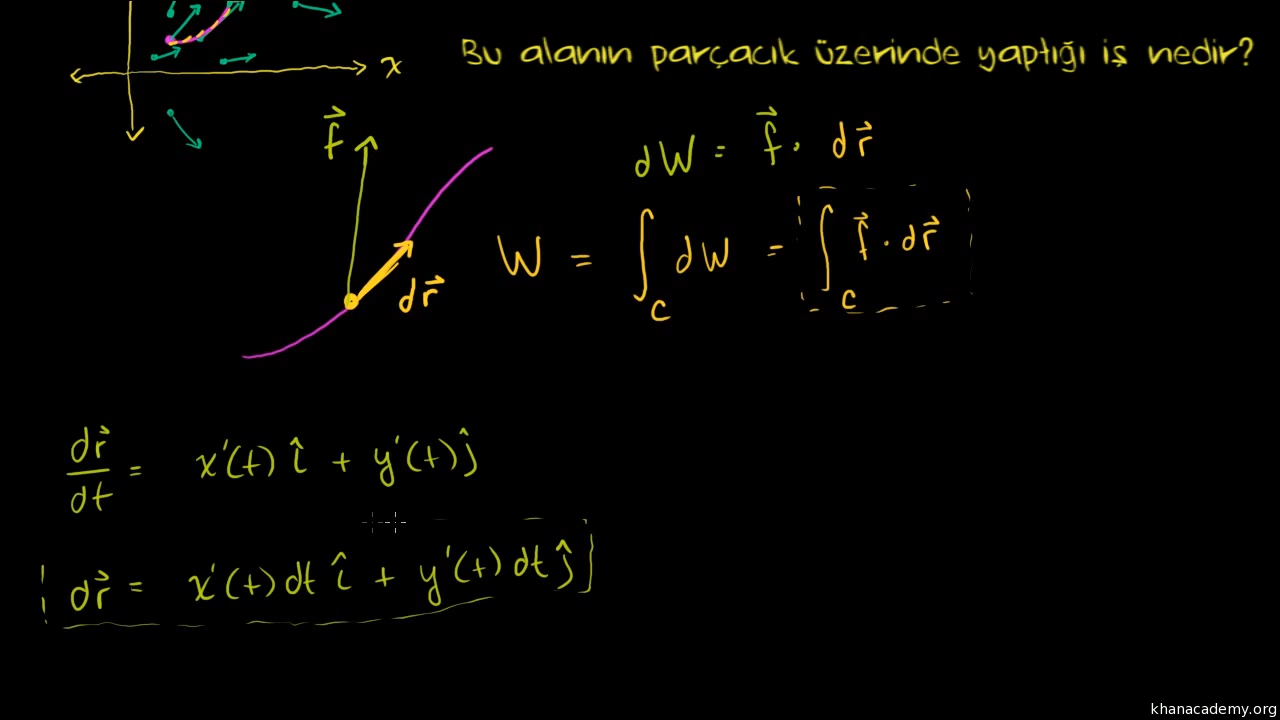 x
Bu alanın parçacık üzerinde yaptığı iş nedir?
f⃗
dW = f⃗ · dr⃗
W = ∫_C dW = ∫_C f⃗ · dr⃗
dr⃗
dr⃗/dt = x'(t) î + y'(t) ĵ
dr⃗ = x'(t) dt î + y'(t) dt ĵ
khanacademy.org